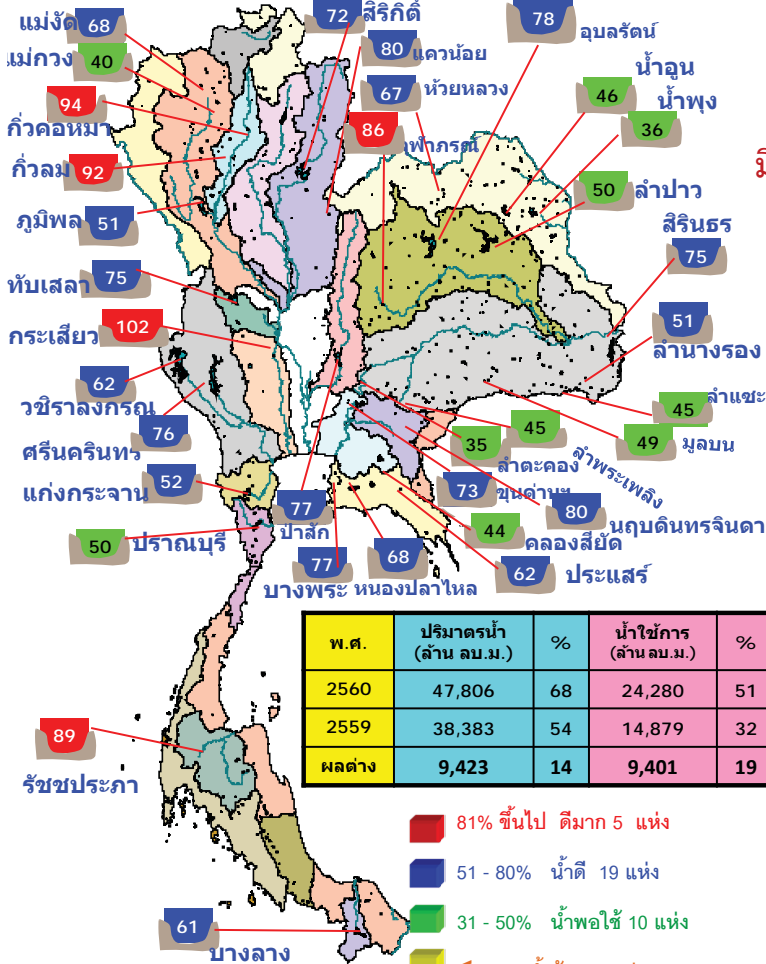 แม่งัด 68
แม่กวง 40
94
กิ่วคอหมา
กิ่วลม 92
ภูมิพล 51
ทับเสลา 75
กระเสียว 102
62
วชิราลงกรณ
ศรีนครินทร 76
แก่งกระจาน 52
50 ปราณบุรี
72 สิริกิติ์
80 แควน้อย
67 ห้วยหลวง
86
78 อุบลรัตน์
น้ำอูน
46 น้ำพุง
36
50 ลำปาว
สิรินธร
75
51
ลำนางรอง
45 ลำแชะ
49 มูลบน
45
ลำพระเพลิง
35
ลำตะคอง
73 ขุนด่านฯ
80
นฤบดินทรจินดา
44
คลองสียัด
62 ประแสร์
77
ป่าสัก
77 68
บางพระ หนองปลาไหล
พ.ศ. ปริมาตรน้ำ (ล้าน ลบ.ม.) % น้ำใช้การ (ล้าน ลบ.ม.) %
2560 47,806 68 24,280 51
2559 38,383 54 14,879 32
ผลต่าง 9,423 14 9,401 19
89
รัชชประภา
81% ขึ้นไป ดีมาก 5 แห่ง
51 - 80% น้ำดี 19 แห่ง
31 - 50% น้ำพอใช้ 10 แห่ง
61
บางลาง